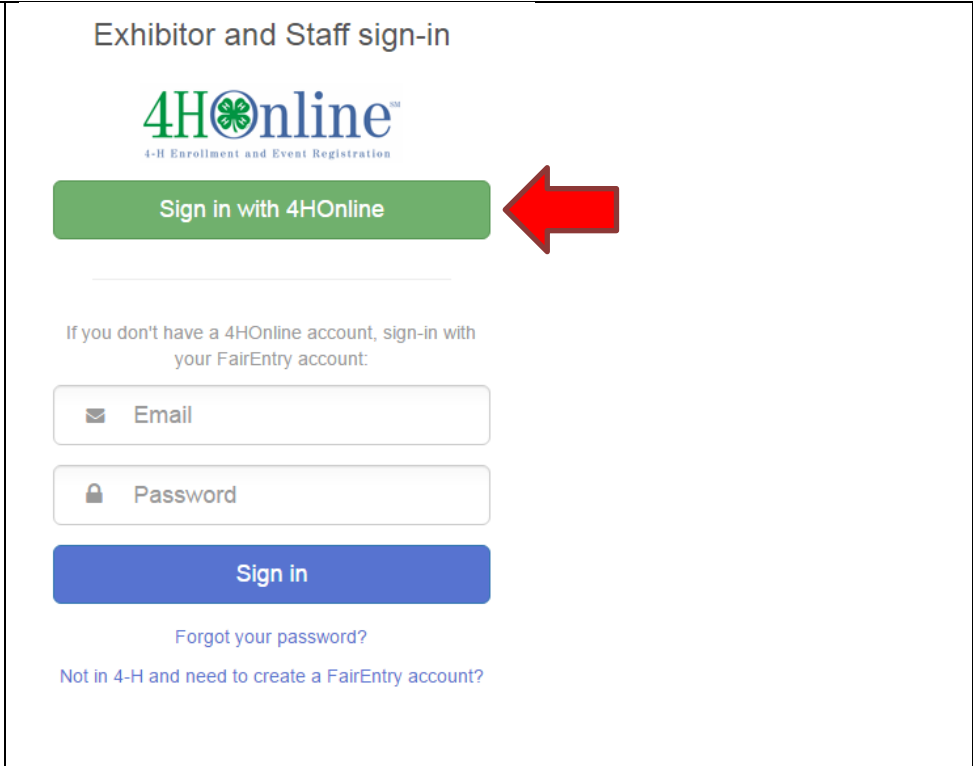 Exhibitor and Staff sign-in
4HOnline℠
4-H Enrollment and Event Registration
Sign in with 4HOnline
If you don't have a 4HOnline account, sign-in with
your FairEntry account:
Email
Password
Sign in
Forgot your password?
Not in 4-H and need to create a FairEntry account?